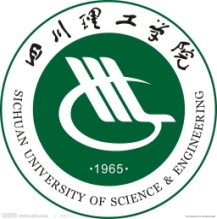 四川理工学院
·1965·
SICHUAN UNIVERSITY OF SCIENCE & ENGINEERING